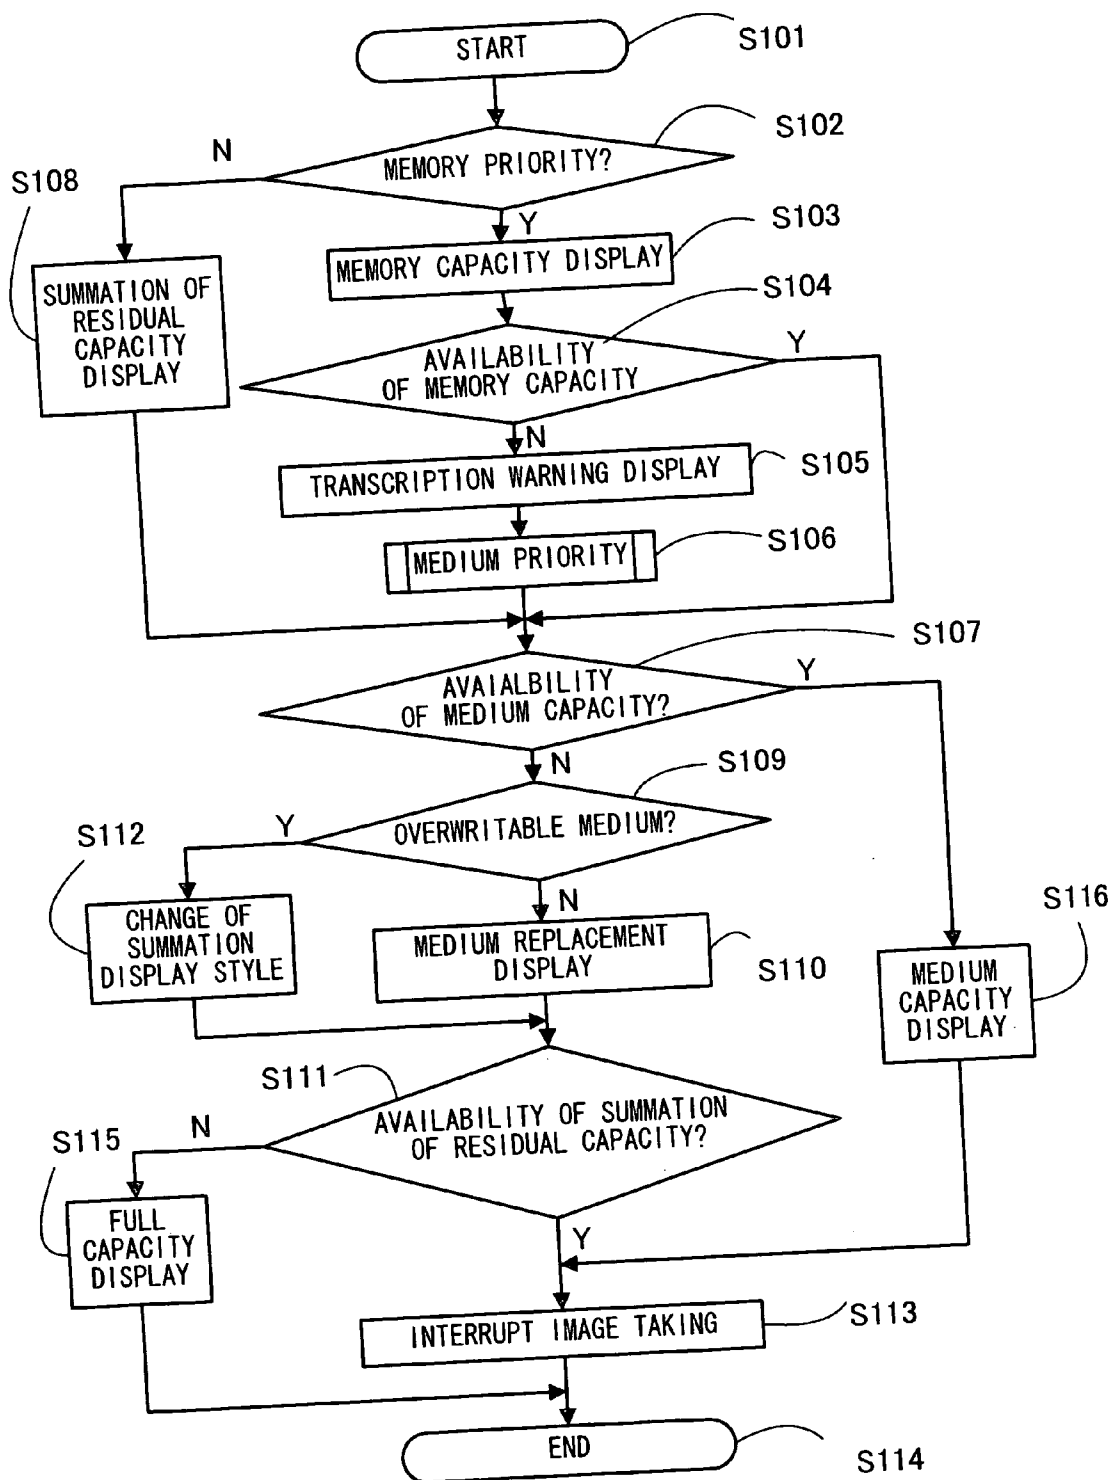 START
S101
S102
MEMORY PRIORITY?
N
Y
S108
S103
MEMORY CAPACITY DISPLAY
SUMMATION OF
RESIDUAL
CAPACITY
DISPLAY
S104
AVAILABILITY
OF MEMORY CAPACITY
Y
N
TRANSCRIPTION WARNING DISPLAY
S105
MEDIUM PRIORITY
S106
S107
AVAIALBILITY
OF MEDIUM CAPACITY?
Y
N
S109
OVERWRITABLE MEDIUM?
Y
N
S112
CHANGE OF
SUMMATION
DISPLAY STYLE
MEDIUM REPLACEMENT
DISPLAY
S110
S116
MEDIUM
CAPACITY
DISPLAY
S111
AVAILABILITY OF SUMMATION
OF RESIDUAL CAPACITY?
N
Y
S115
FULL
CAPACITY
DISPLAY
INTERRUPT IMAGE TAKING
S113
END
S114